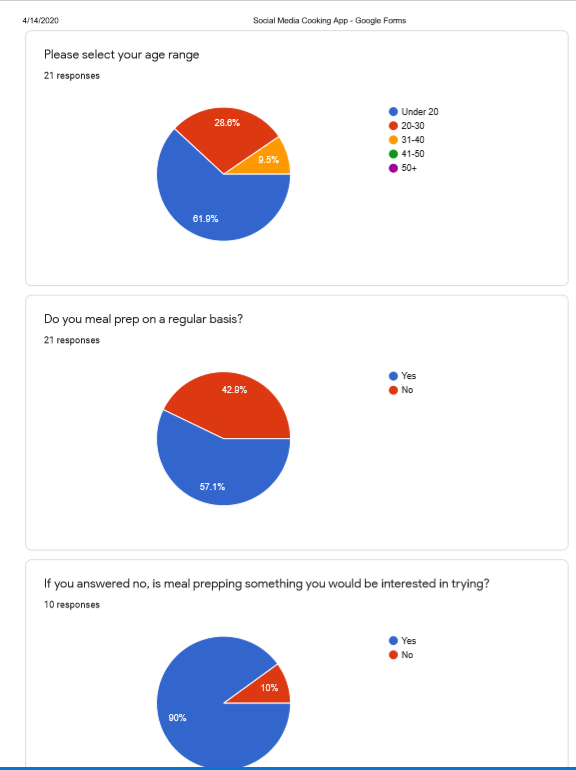 4/14/2020 Social Media Cooking App - Google Forms
Please select your age range
21 responses
Under 20
20-30
31-40
41-50
50+
28.6%
9.5%
61.9%
Do you meal prep on a regular basis?
21 responses
Yes
No
42.9%
57.1%
If you answered no, is meal prepping something you would be interested in trying?
10 responses
Yes
No
10%
90%